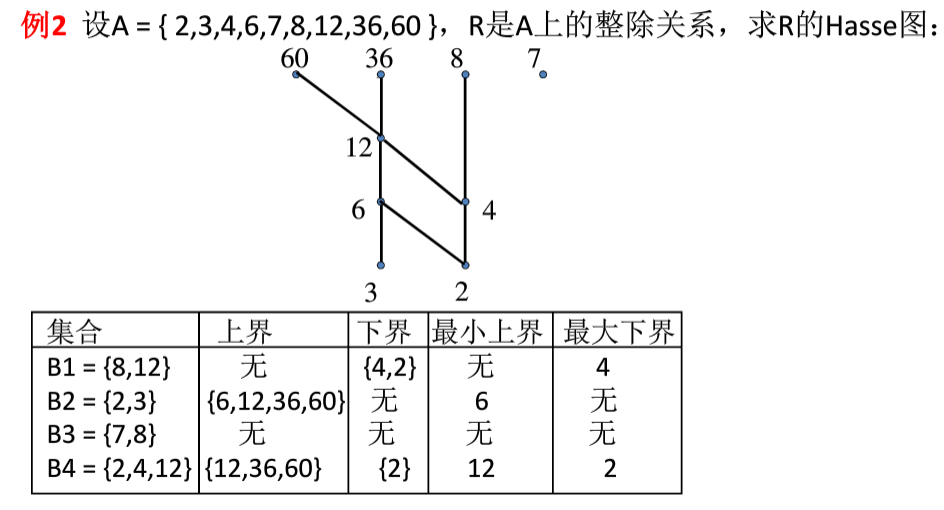 例2 设A = { 2,3,4,6,7,8,12,36,60 }，R是A上的整除关系，求R的Hasse图：
60 36 8 7
12
6 4
3 2
集合 上界 下界 最小上界 最大下界
B1 = {8,12} 无 {4,2} 无 4
B2 = {2,3} {6,12,36,60} 无 6 无
B3 = {7,8} 无 无 无 无
B4 = {2,4,12} {12,36,60} {2} 12 2